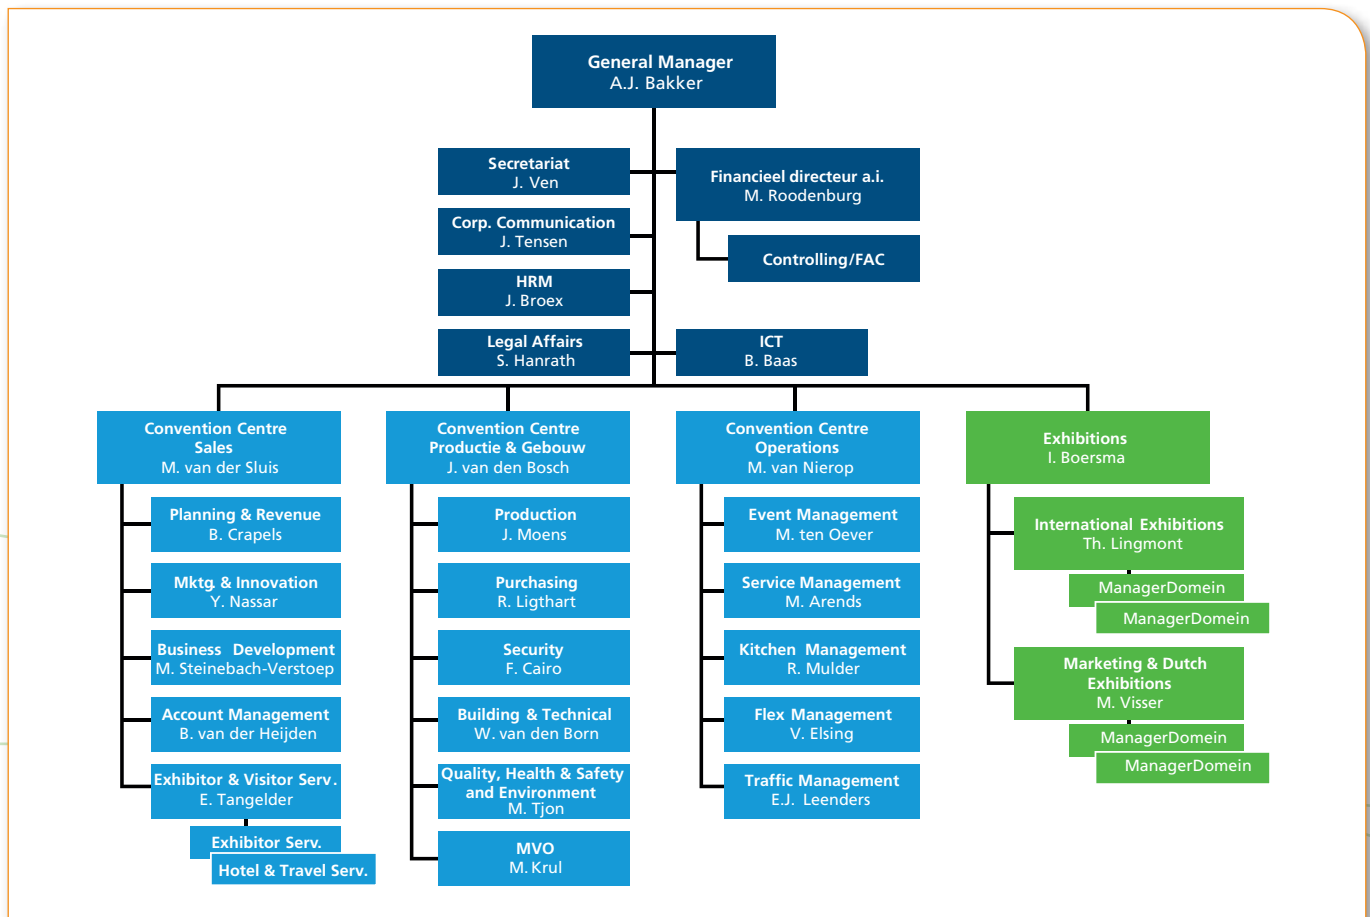 General Manager
A.J. Bakker
Secretariat
J. Ven
Financieel directeur a.i.
M. Roodenburg
Corp. Communication
J. Tensen
Controlling/FAC
HRM
J. Broex
Legal Affairs
S. Hanrath
ICT
B. Baas
Convention Centre
Sales
M. van der Sluis
Planning & Revenue
B. Crapels
Mktg. & Innovation
Y. Nassar
Business Development
M. Steinebach-Verstoep
Account Management
B. van der Heijden
Exhibitor & Visitor Serv.
E. Tangelder
Exhibitor Serv.
Hotel & Travel Serv.
Convention Centre
Productie & Gebouw
J. van den Bosch
Production
J. Moens
Purchasing
R. Ligthart
Security
F. Cairo
Building & Technical
W. van den Born
Quality, Health & Safety
and Environment
M. Tjon
MVO
M. Krul
Convention Centre
Operations
M. van Nierop
Event Management
M. ten Oever
Service Management
M. Arends
Kitchen Management
R. Mulder
Flex Management
V. Elsing
Traffic Management
E.J. Leenders
Exhibitions
I. Boersma
International Exhibitions
Th. Lingmont
ManagerDomein
ManagerDomein
Marketing & Dutch
Exhibitions
M. Visser
ManagerDomein
ManagerDomein